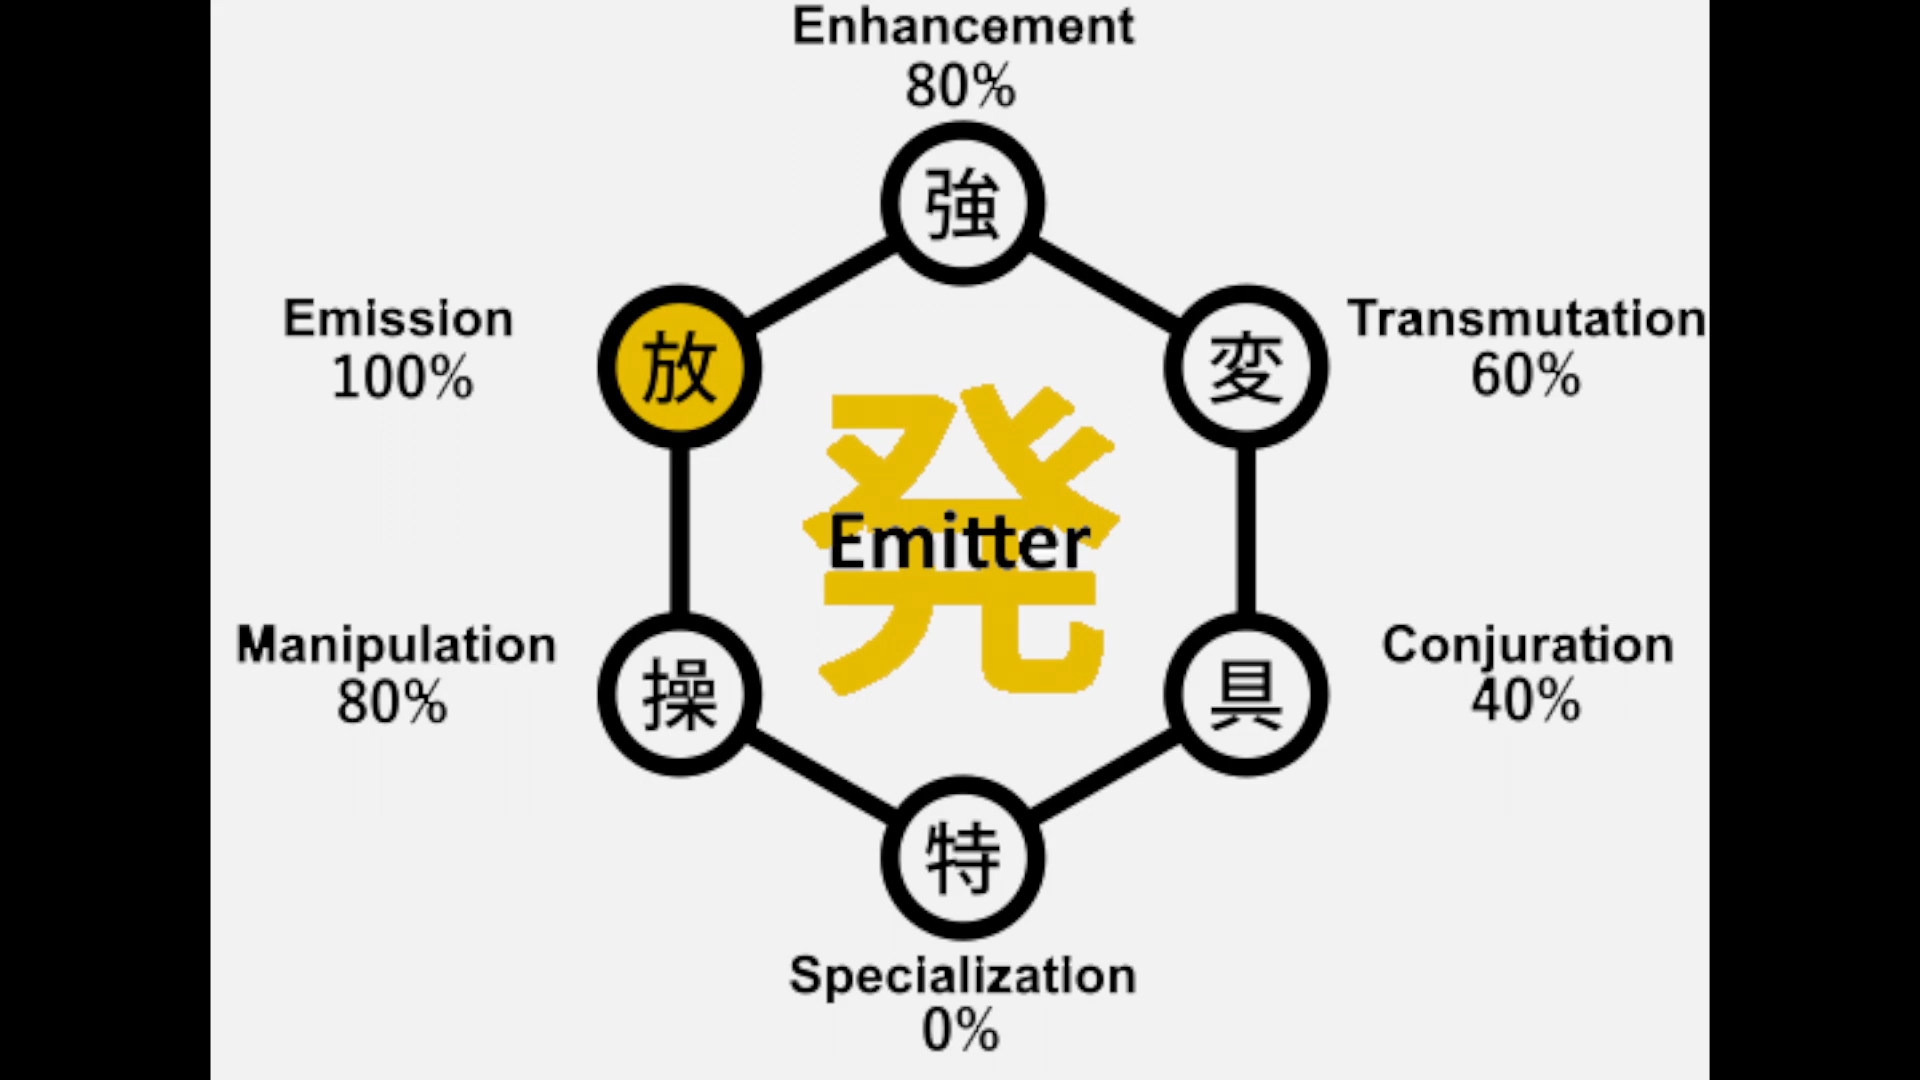 Enhancement
80%
強
Emission
100%
放
変
Transmutation
60%
発
Emitter
Manipulation
80%
操
具
Conjuration
40%
特
Specialization
0%